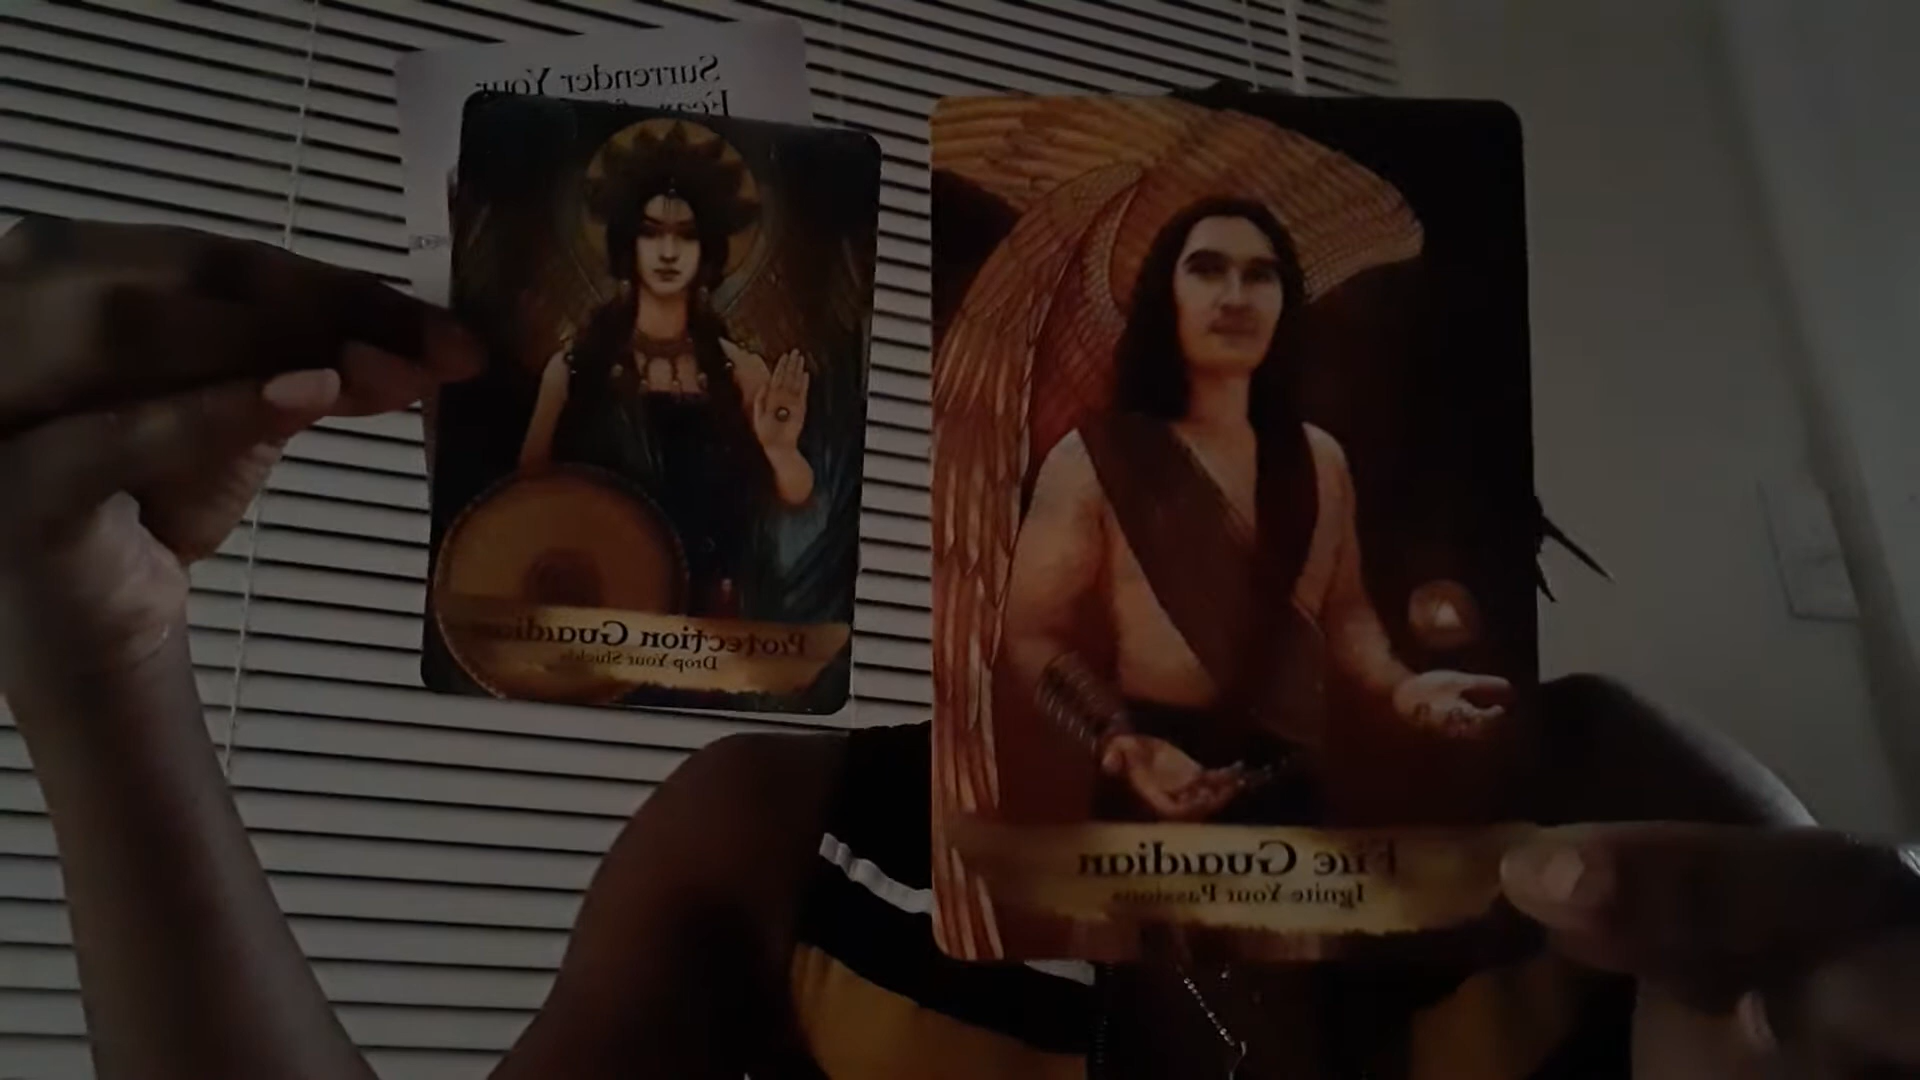 Surrender Your
Protection Guardian
Drop Your Shields
Fire Guardian
Ignite Your Passions